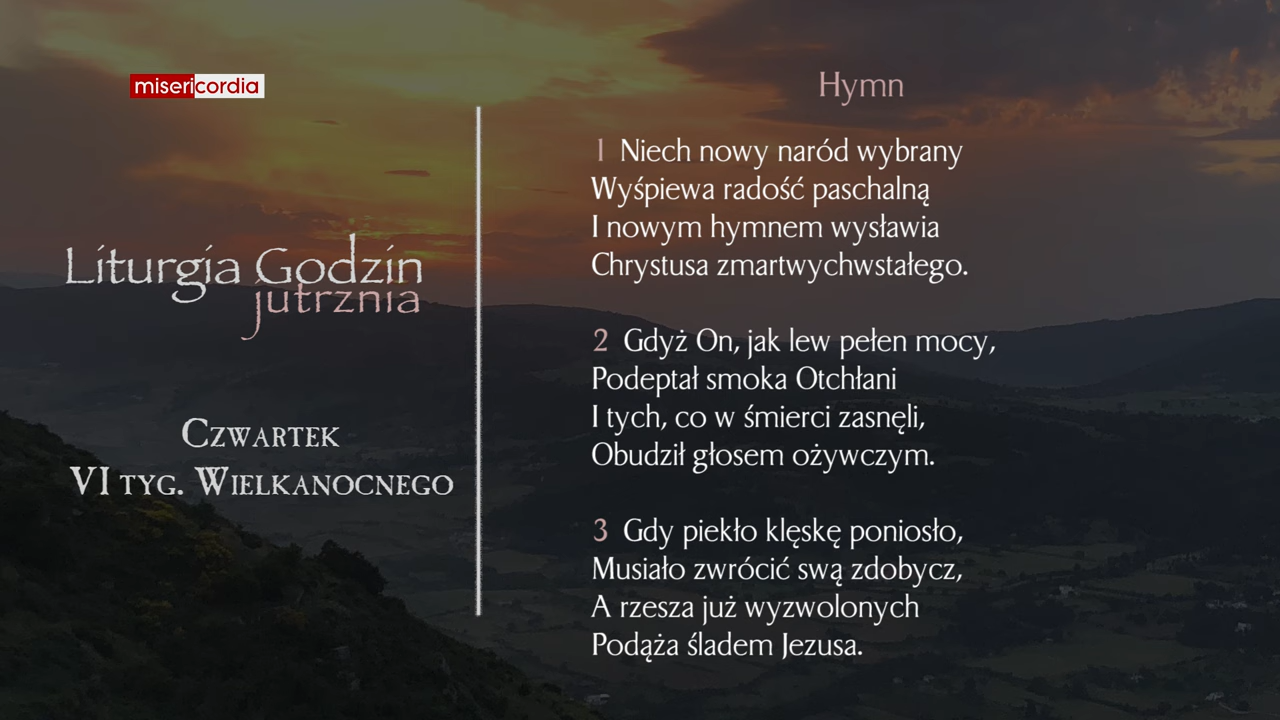 misericordia
Liturgia Godzin
jutrznia
Czwartek
VI tyg. Wielkanocnego
Hymn
1 Niech nowy naród wybrany
Wyśpiewa radość paschalną
I nowym hymnem wysławia
Chrystusa zmartwychwstałego.
2 Gdyż On, jak lew pełen mocy,
Podeptał smoka Otchłani
I tych, co w śmierci zasnęli,
Obudził głosem ożywczym.
3 Gdy piekło klęskę poniosło,
Musiało zwrócić swą zdobycz,
A rzesza już wyzwolonych
Podąża śladem Jezusa.